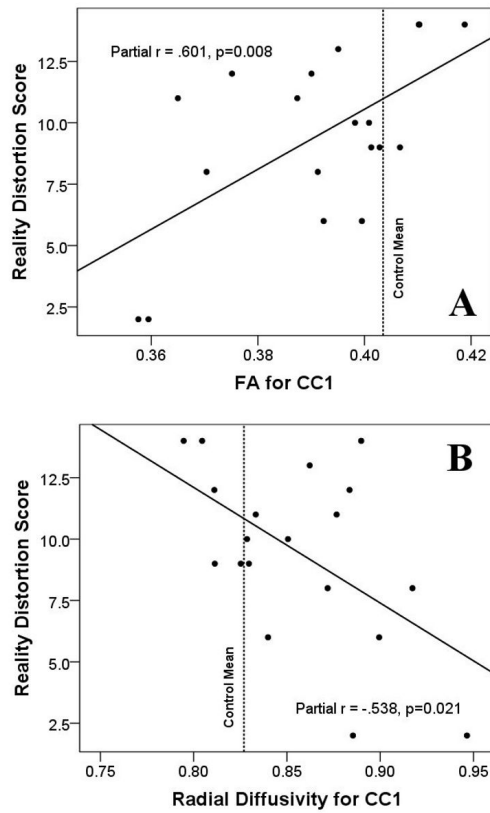 Partial r = .601, p=0.008
12.5
10.0
7.5
5.0
2.5
Reality Distortion Score
Control Mean
A
0.36 0.38 0.40 0.42
FA for CC1
B
12.5
10.0
7.5
5.0
2.5
Reality Distortion Score
Control Mean
Partial r = -.538, p=0.021
0.75 0.80 0.85 0.90 0.95
Radial Diffusivity for CC1